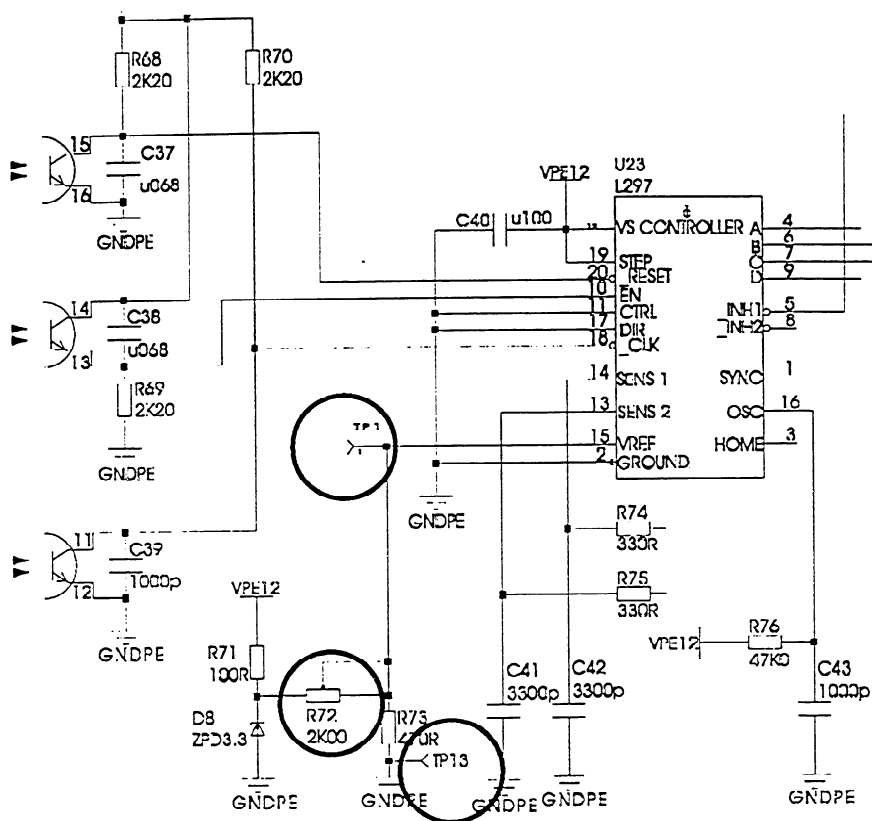 R68
2K20
R70
2K20
15
C37
u068
16
GNDPE
U23
L297
VPE12
C40
u100
VS CONTROLLER A 4
B 6
C 7
D 9
19 STEP
20 _RESET
10 EN
11 CTRL
17 DIR
18 _CLK
INH1 5
_INH2 8
14
C38
u068
13
R69
2K20
GNDPE
14 SENS 1
SYNC 1
13 SENS 2
OSC 16
15 VREF
HOME 3
2 GROUND
GNDPE
R74
330R
11
C39
1000p
12
GNDPE
VPE12
R71
100R
R75
330R
VPE12
R76
47K0
C41
3300p
C42
3300p
C43
1000p
D8
ZPD3.3
R72
2K00
R73
470R
TP13
GNDPE
GNDPE
GNDPE
GNDPE
GNDPE